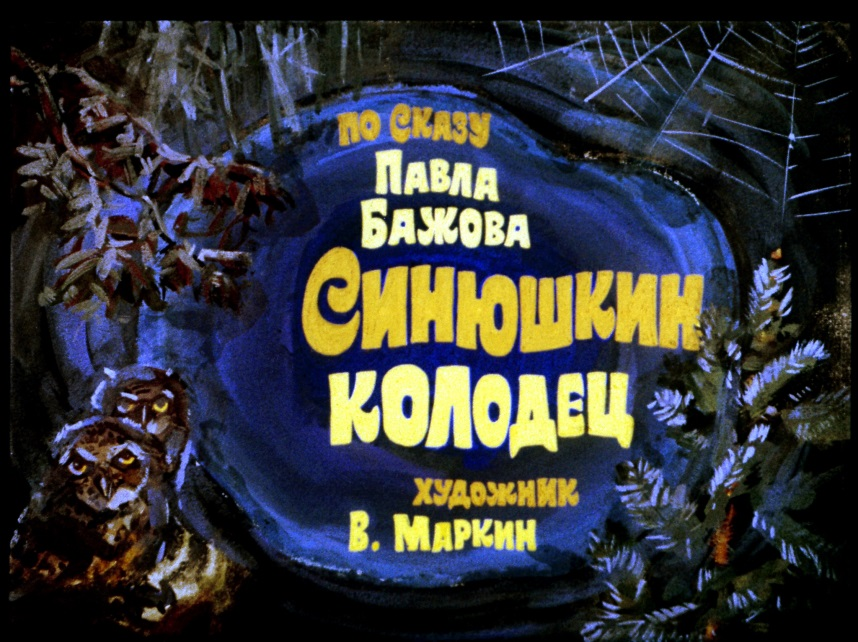 по Сказу
Павла
Бажова
Синюшкин
колодец
художник
В. Маркин